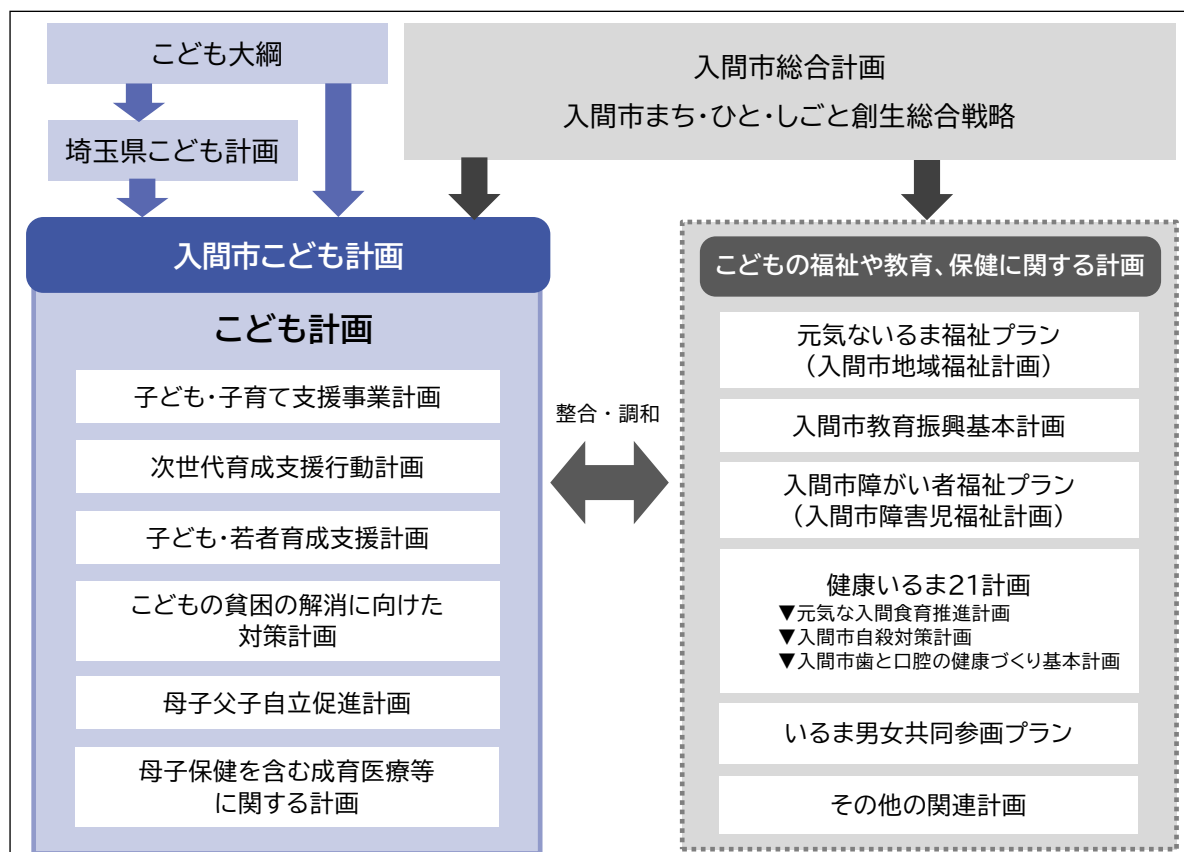 こども大綱
埼玉県こども計画
入間市総合計画
入間市まち・ひと・しごと創生総合戦略
入間市こども計画
こども計画
子ども・子育て支援事業計画
次世代育成支援行動計画
子ども・若者育成支援計画
こどもの貧困の解消に向けた
対策計画
母子父子自立促進計画
母子保健を含む成育医療等
に関する計画
整合・調和
こどもの福祉や教育、保健に関する計画
元気ないるま福祉プラン
（入間市地域福祉計画）
入間市教育振興基本計画
入間市障がい者福祉プラン
（入間市障害児福祉計画）
健康いるま21計画
▼元気な入間食育推進計画
▼入間市自殺対策計画
▼入間市歯と口腔の健康づくり基本計画
いるま男女共同参画プラン
その他の関連計画